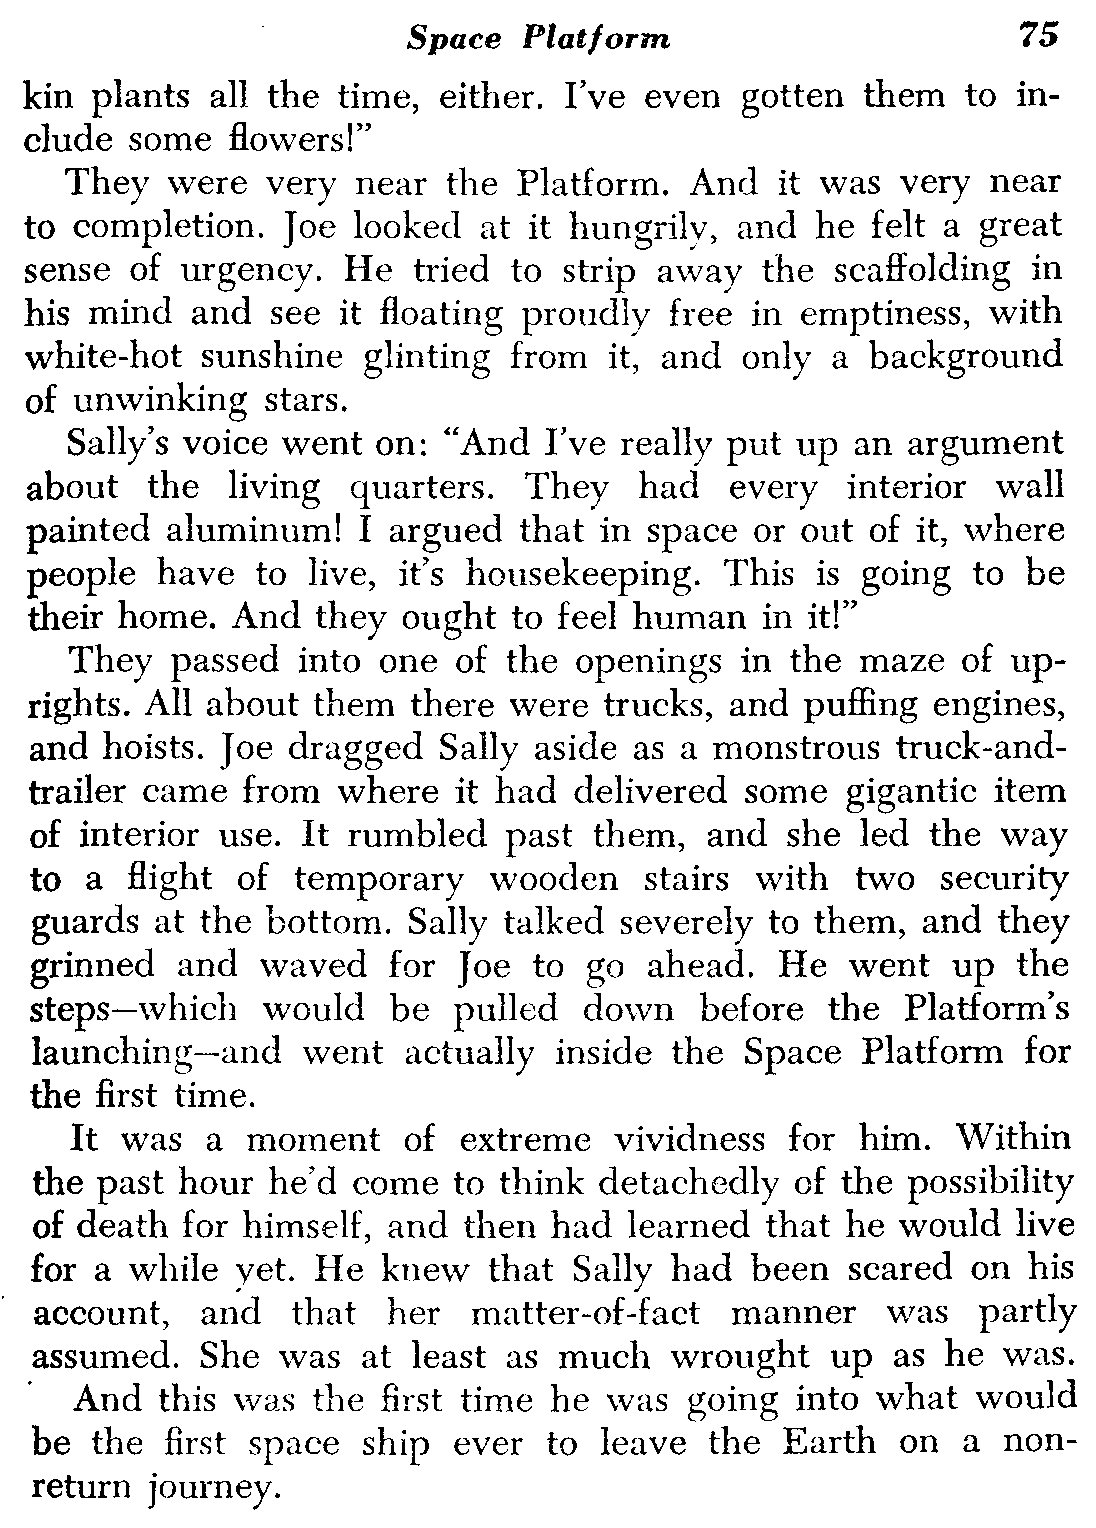 Space Platform 75
kin plants all the time, either. I've even gotten them to in-
clude some flowers!”
They were very near the Platform. And it was very near
to completion. Joe looked at it hungrily, and he felt a great
sense of urgency. He tried to strip away the scaffolding in
his mind and see it floating proudly free in emptiness, with
white-hot sunshine glinting from it, and only a background
of unwinking stars.
Sally's voice went on: “And I've really put up an argument
about the living quarters. They had every interior wall
painted aluminum! I argued that in space or out of it, where
people have to live, it's housekeeping. This is going to be
their home. And they ought to feel human in it!”
They passed into one of the openings in the maze of up-
rights. All about them there were trucks, and puffing engines,
and hoists. Joe dragged Sally aside as a monstrous truck-and-
trailer came from where it had delivered some gigantic item
of interior use. It rumbled past them, and she led the way
to a flight of temporary wooden stairs with two security
guards at the bottom. Sally talked severely to them, and they
grinned and waved for Joe to go ahead. He went up the
steps—which would be pulled down before the Platform's
launching—and went actually inside the Space Platform for
the first time.
It was a moment of extreme vividness for him. Within
the past hour he'd come to think detachedly of the possibility
of death for himself, and then had learned that he would live
for a while yet. He knew that Sally had been scared on his
account, and that her matter-of-fact manner was partly
assumed. She was at least as much wrought up as he was.
And this was the first time he was going into what would
be the first space ship ever to leave the Earth on a non-
return journey.